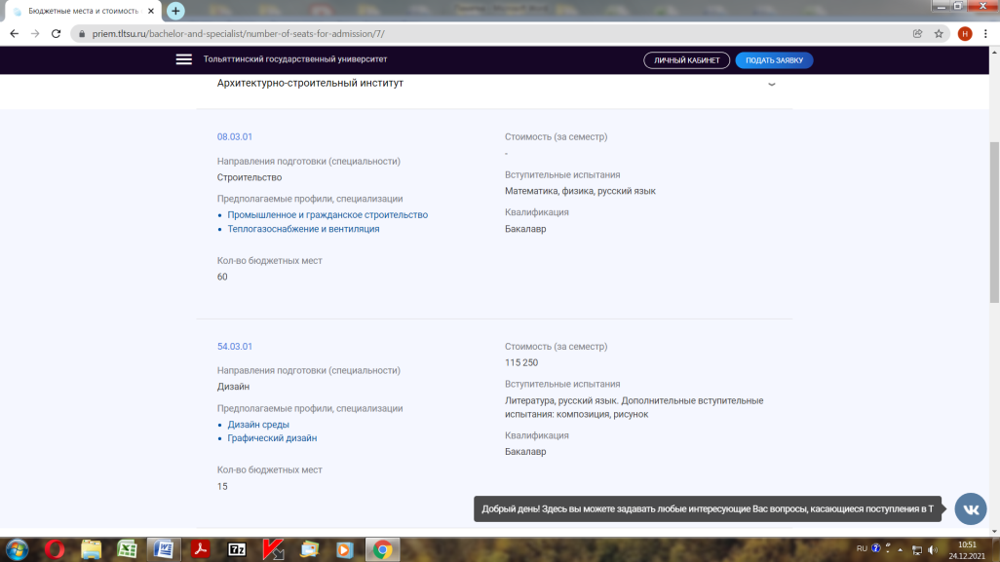 Бюджетные места и стоимость
priem.tltsu.ru/bachelor-and-specialist/number-of-seats-for-admission/7/
Н
Тольяттинский государственный университет
ЛИЧНЫЙ КАБИНЕТ
ПОДАТЬ ЗАЯВКУ
Архитектурно-строительный институт
08.03.01
Направления подготовки (специальности)
Строительство
Предполагаемые профили, специализации
• Промышленное и гражданское строительство
• Теплогазоснабжение и вентиляция
Кол-во бюджетных мест
60
Стоимость (за семестр)
-
Вступительные испытания
Математика, физика, русский язык
Квалификация
Бакалавр
54.03.01
Направления подготовки (специальности)
Дизайн
Предполагаемые профили, специализации
• Дизайн среды
• Графический дизайн
Кол-во бюджетных мест
15
Стоимость (за семестр)
115 250
Вступительные испытания
Литература, русский язык. Дополнительные вступительные
испытания: композиция, рисунок
Квалификация
Бакалавр
Добрый день! Здесь вы можете задавать любые интересующие Вас вопросы, касающиеся поступления в Т
7z
RU
10:51
24.12.2021